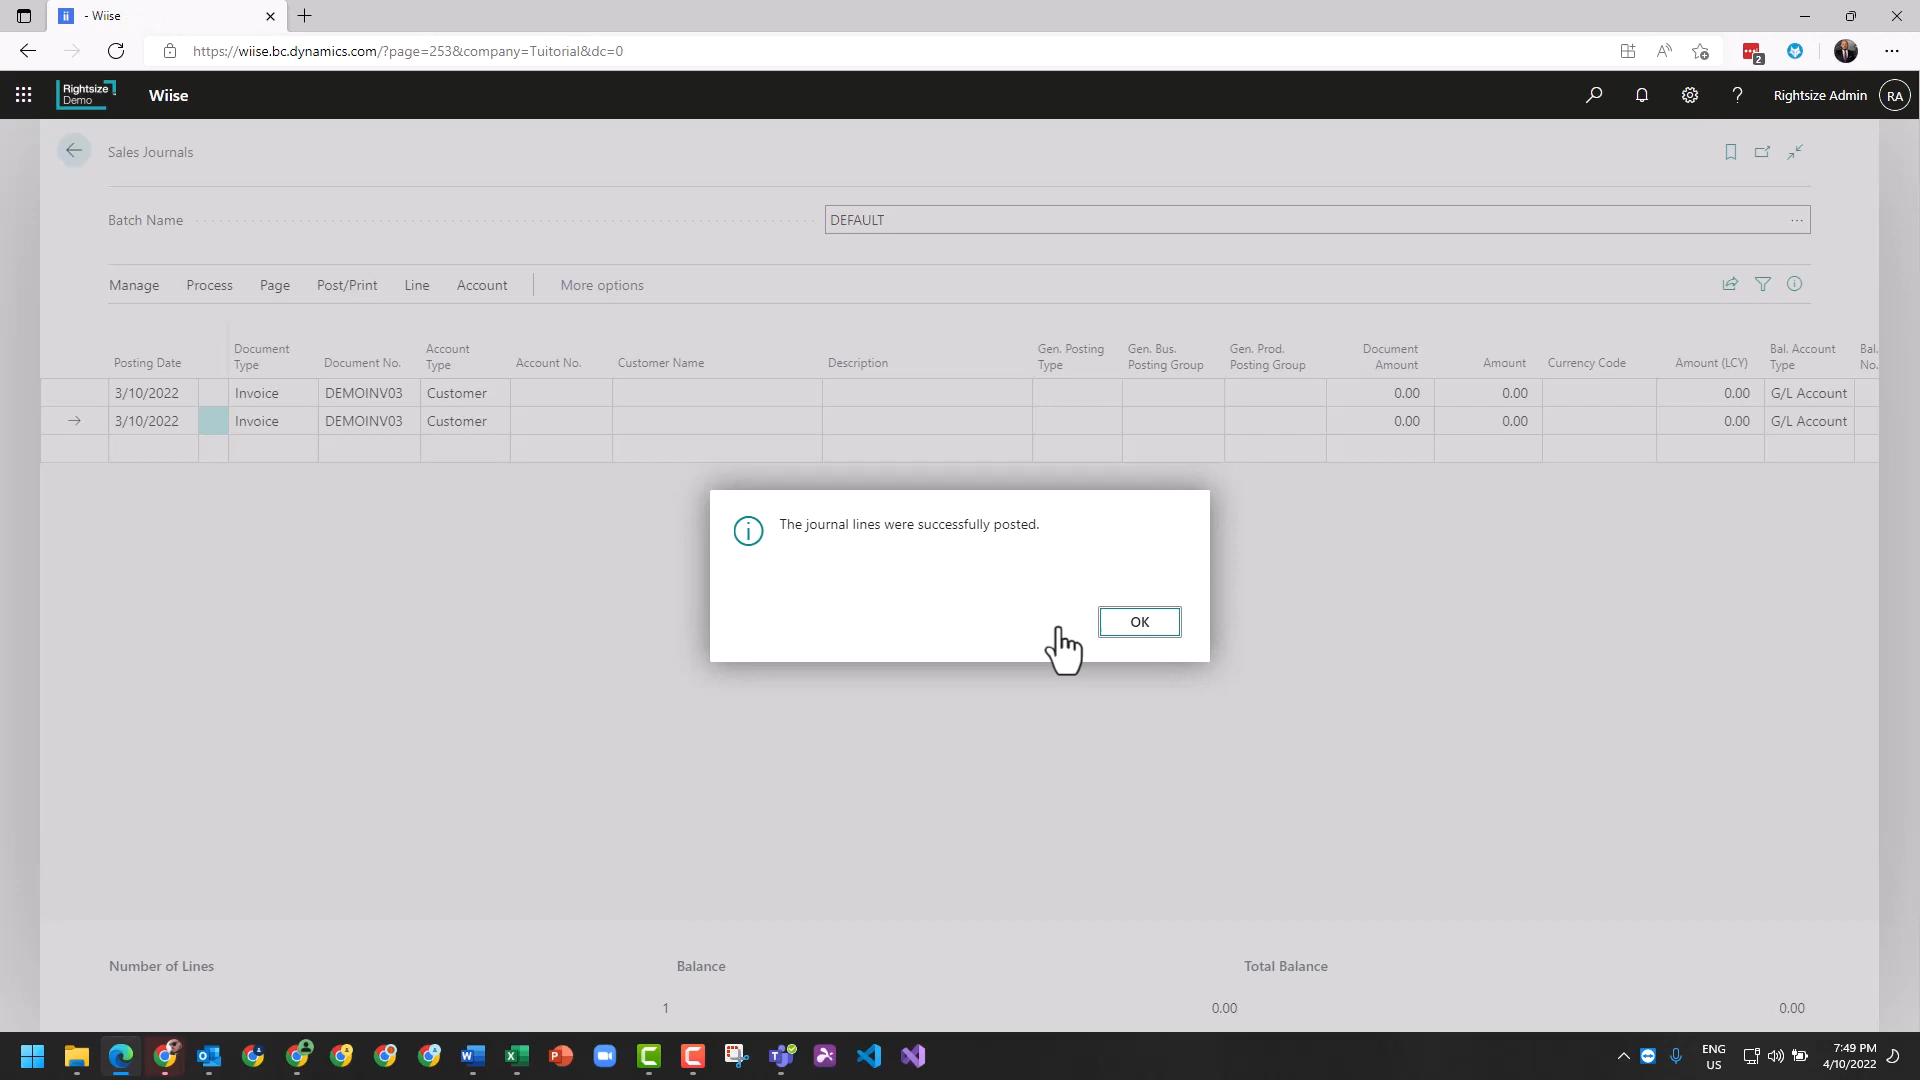 - Wiise
https://wiise.bc.dynamics.com/?page=253&company=Tuitorial&dc=0
2
Rightsize
Demo
Wiise
?
Rightsize Admin
RA
Sales Journals
Batch Name
DEFAULT
Manage Process Page Post/Print Line Account More options
Posting Date Document Type Document No. Account Type Account No. Customer Name Description Gen. Posting Type Gen. Bus. Posting Group Gen. Prod. Posting Group Document Amount Amount Currency Code Amount (LCY) Bal. Account Type Bal. No.
3/10/2022 Invoice DEMOINV03 Customer 0.00 0.00 0.00 G/L Account
3/10/2022 Invoice DEMOINV03 Customer 0.00 0.00 0.00 G/L Account
The journal lines were successfully posted.
OK
Number of Lines Balance Total Balance
1 0.00 0.00
ENG
US
7:49 PM
4/10/2022